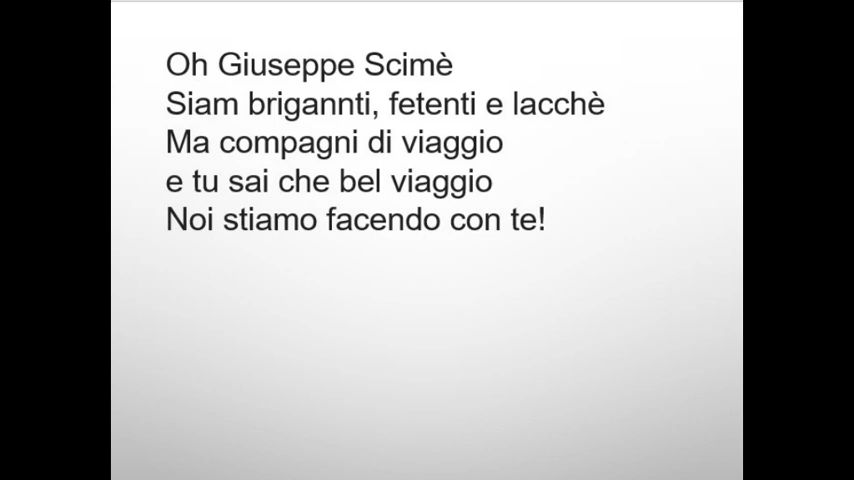 Oh Giuseppe Scimè
Siam brigannti, fetenti e lacchè
Ma compagni di viaggio
e tu sai che bel viaggio
Noi stiamo facendo con te!